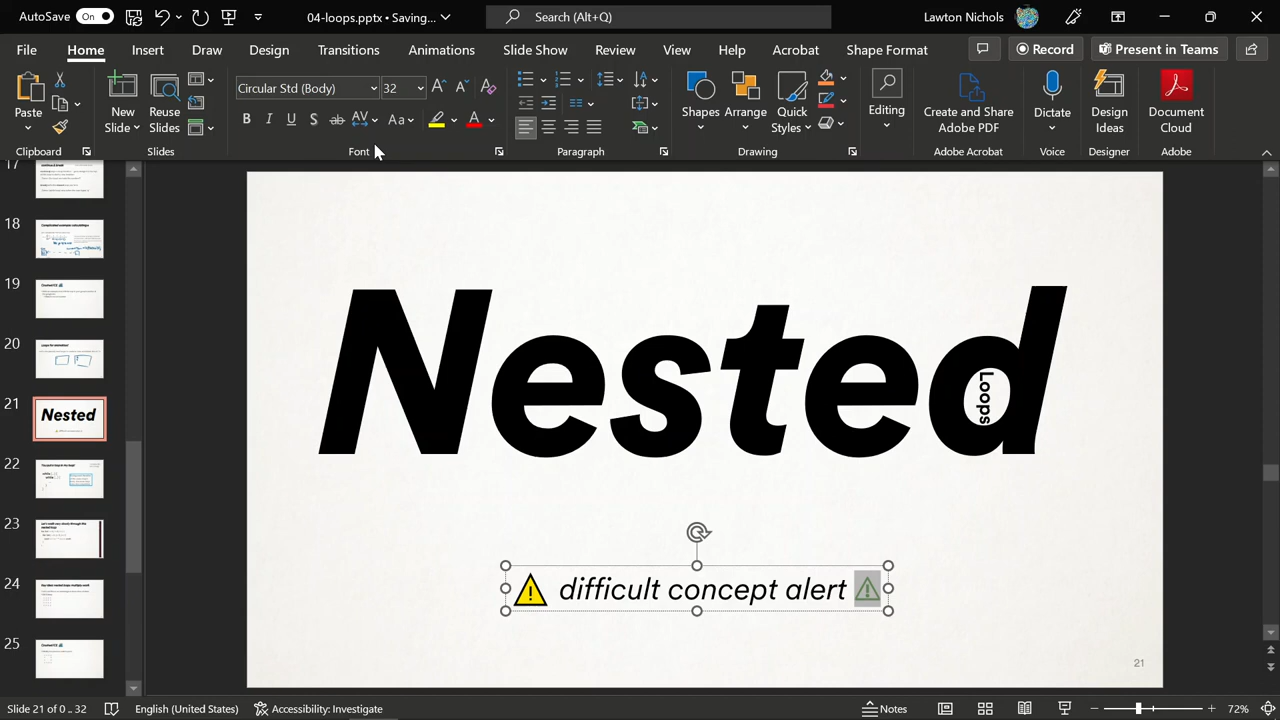 AutoSave On 04-loops.pptx • Saving... Search (Alt+Q) Lawton Nichols
File Home Insert Draw Design Transitions Animations Slide Show Review View Help Acrobat Shape Format Record Present in Teams
Circular Std (Body) 32
Paste New Slide Reuse Slides Shapes Arrange Quick Styles Editing Create and Share Adobe PDF Dictate Design Ideas Document Cloud
Clipboard Slides Font Paragraph Drawing Adobe Acrobat Voice Designer Adobe
17
18
19
20
21
Nested
22
23
24
25
Nested
Loops
⚠ difficult concept alert ⚠
21
Slide 21 of 0 .. 32 English (United States) Accessibility: Investigate Notes 72%